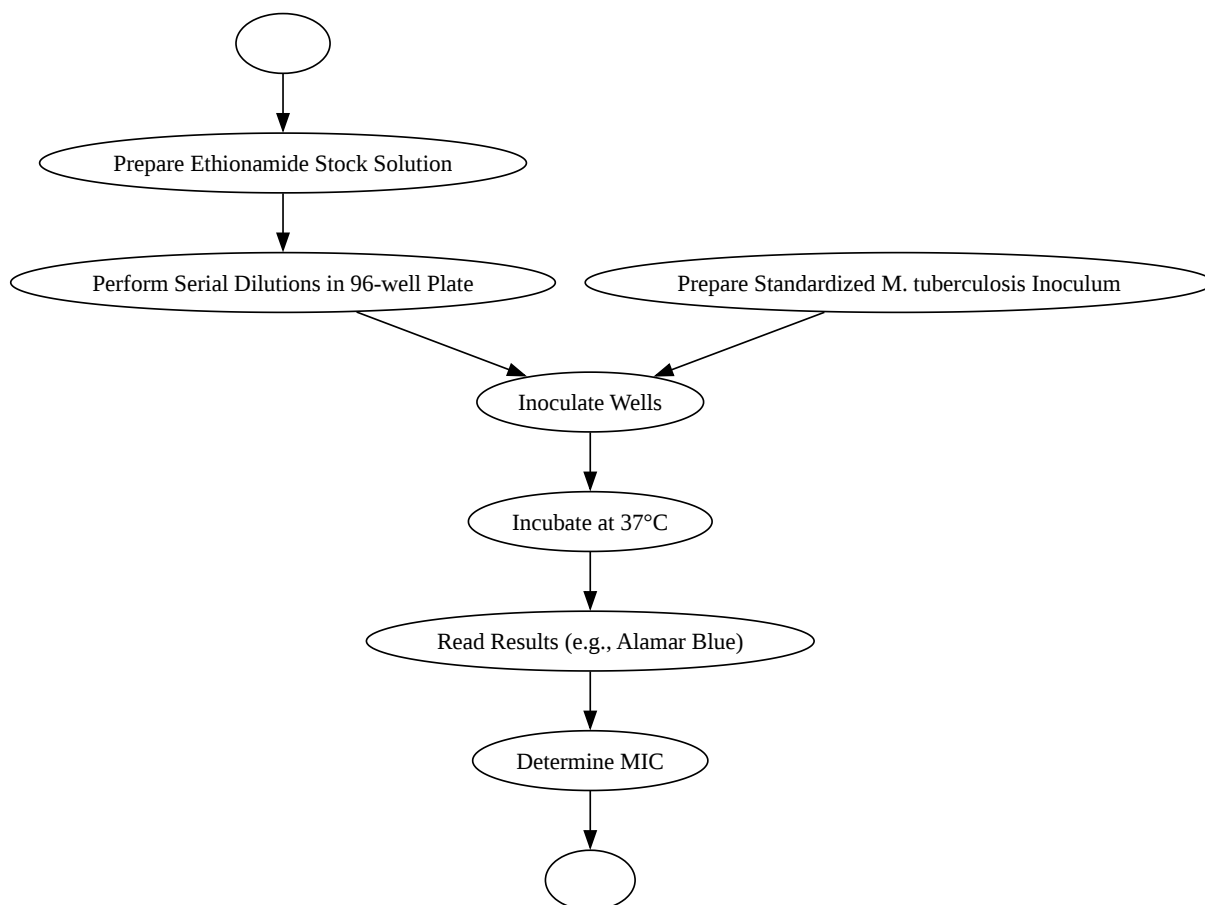 Prepare Ethionamide Stock Solution
Perform Serial Dilutions in 96-well Plate
Prepare Standardized M. tuberculosis Inoculum
Inoculate Wells
Incubate at 37°C
Read Results (e.g., Alamar Blue)
Determine MIC